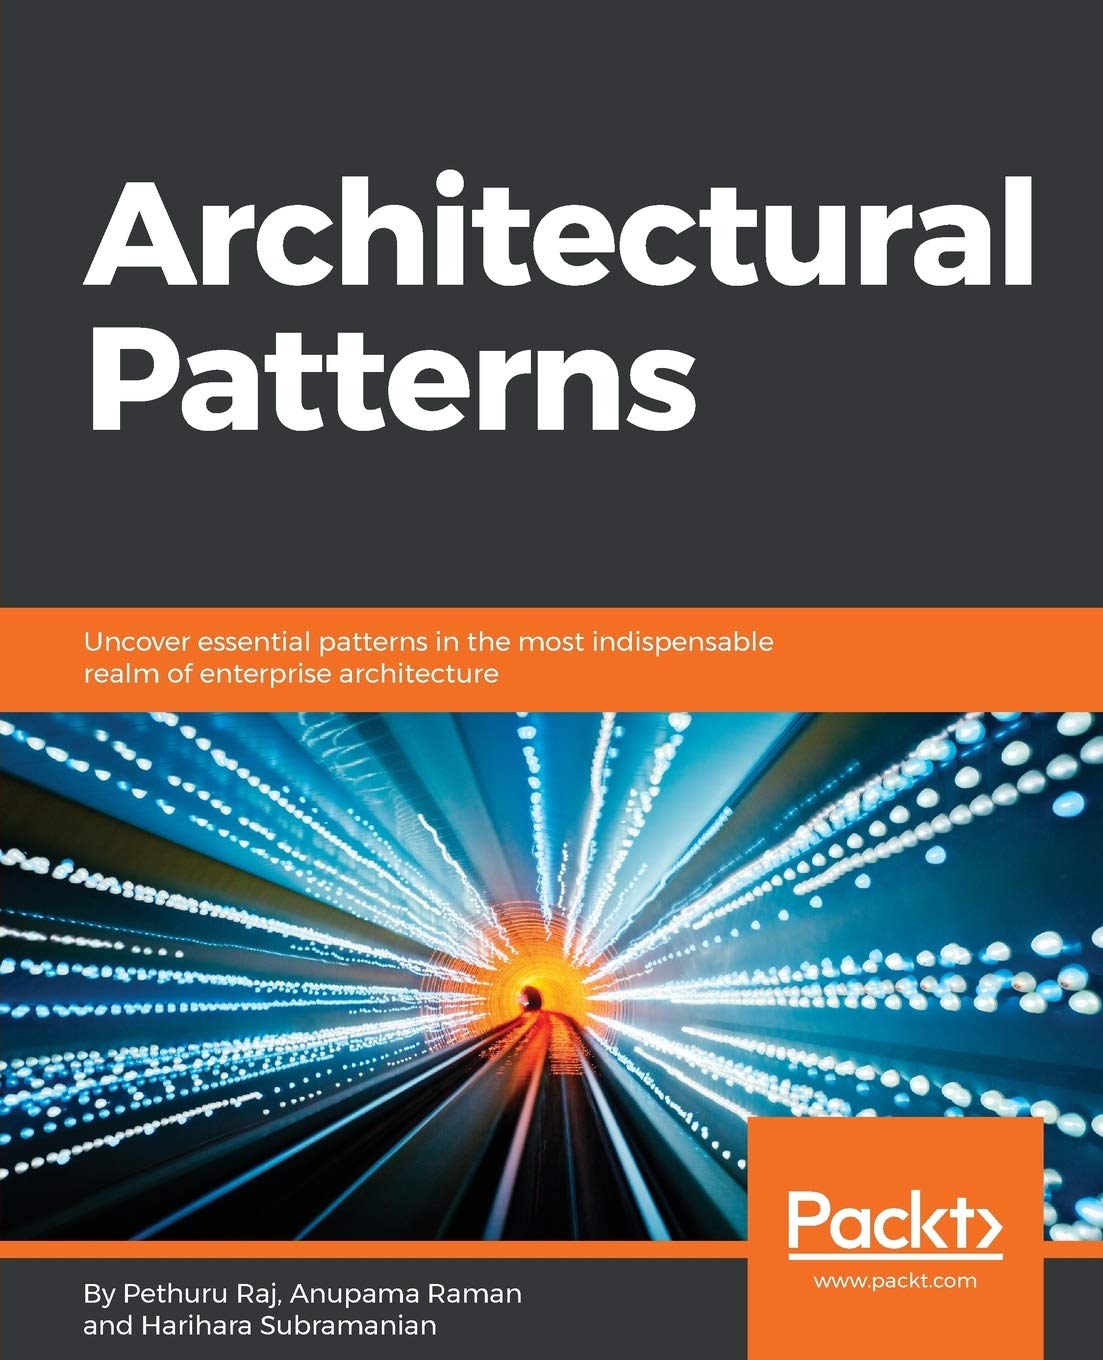 Architectural
Patterns
Uncover essential patterns in the most indispensable
realm of enterprise architecture
Packt>
www.packt.com
By Pethuru Raj, Anupama Raman
and Harihara Subramanian